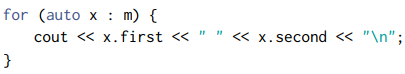 for (auto x : m) {
    cout << x.first << " " << x.second << "\n";
}